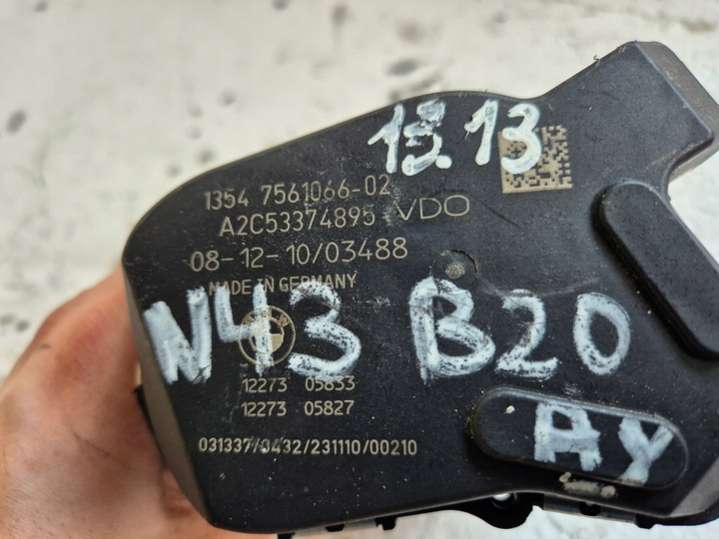 13.13
1354 7561066-02
A2C53374895 VDO
08-12-10/03488
MADE IN GERMANY
N43 B20
12273 05833
12273 05827
AY
031337/0432/231110/00210